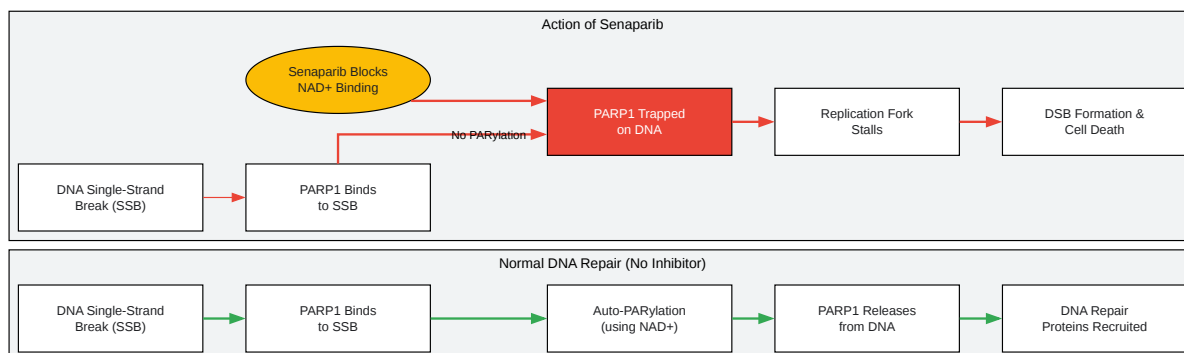 Action of Senaparib
Senaparib Blocks
NAD+ Binding
PARP1 Trapped
on DNA
Replication Fork
Stalls
DSB Formation &
Cell Death
No PARylation
DNA Single-Strand
Break (SSB)
PARP1 Binds
to SSB
Normal DNA Repair (No Inhibitor)
DNA Single-Strand
Break (SSB)
PARP1 Binds
to SSB
Auto-PARylation
(using NAD+)
PARP1 Releases
from DNA
DNA Repair
Proteins Recruited